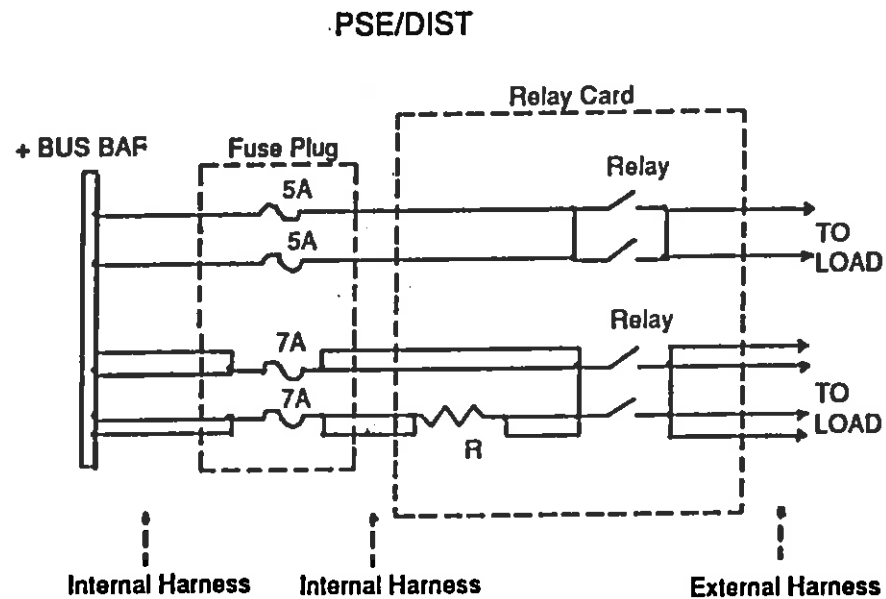 PSE/DIST
Relay Card
+ BUS BAF
Fuse Plug
Relay
5A
TO
LOAD
5A
Relay
7A
TO
LOAD
7A
R
Internal Harness
Internal Harness
External Harness